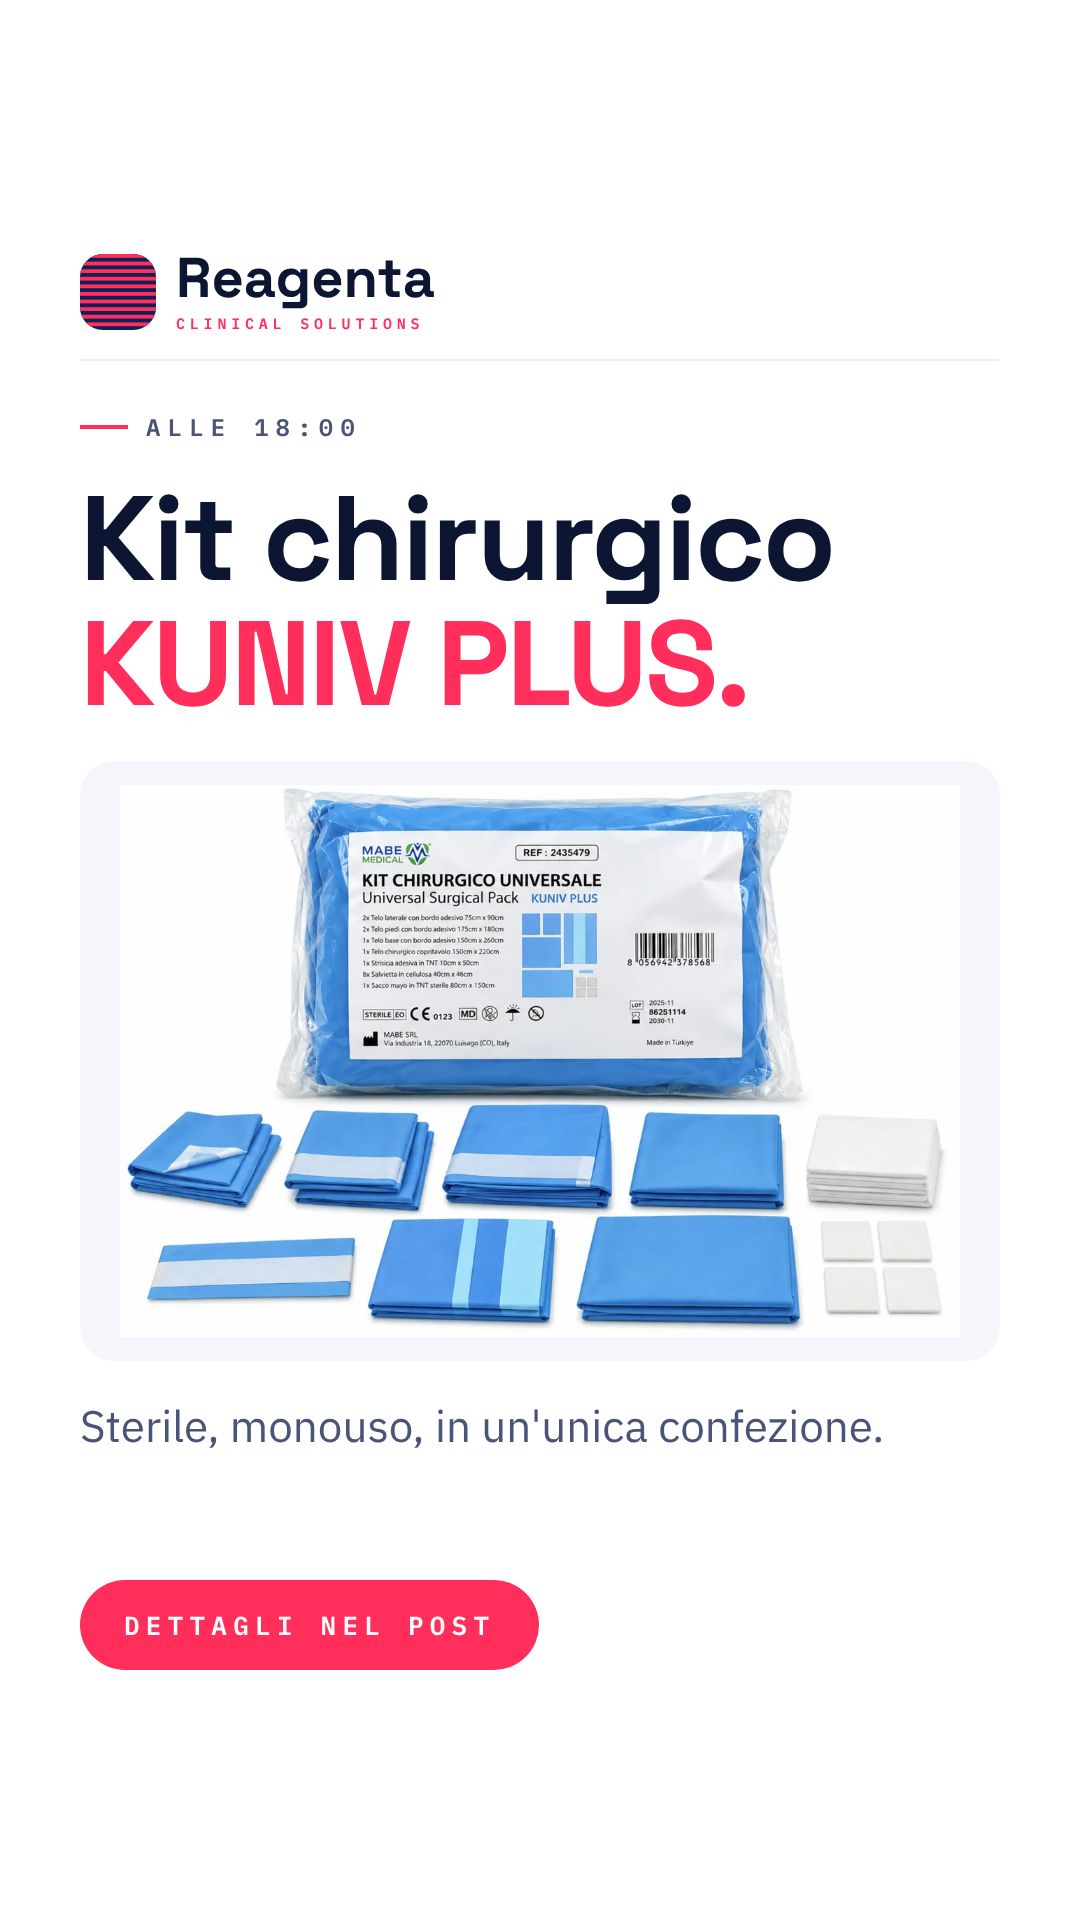 Reagenta
CLINICAL SOLUTIONS
ALLE 18:00
Kit chirurgico
KUNIV PLUS.
MABE
MEDICAL
REF : 2435479
KIT CHIRURGICO UNIVERSALE
Universal Surgical Pack KUNIV PLUS
2x Telo laterale con bordo adesivo 75cm x 90cm
2x Telo piedi con bordo adesivo 175cm x 180cm
1x Telo base con bordo adesivo 150cm x 260cm
1x Telo chirurgico copritavolo 150cm x 220cm
1x Strisicia adesiva in TNT 10cm x 50cm
8x Salvietta in cellulosa 40cm x 46cm
1x Sacco mayo in TNT sterile 80cm x 150cm
8 056942 378568
STERILE EO CE 0123 MD
LOT 2025-11
86251114
2030-11
MABE SRL
Via Industria 18, 22070 Luisago (CO), Italy
Made in Türkiye
Sterile, monouso, in un'unica confezione.
DETTAGLI NEL POST